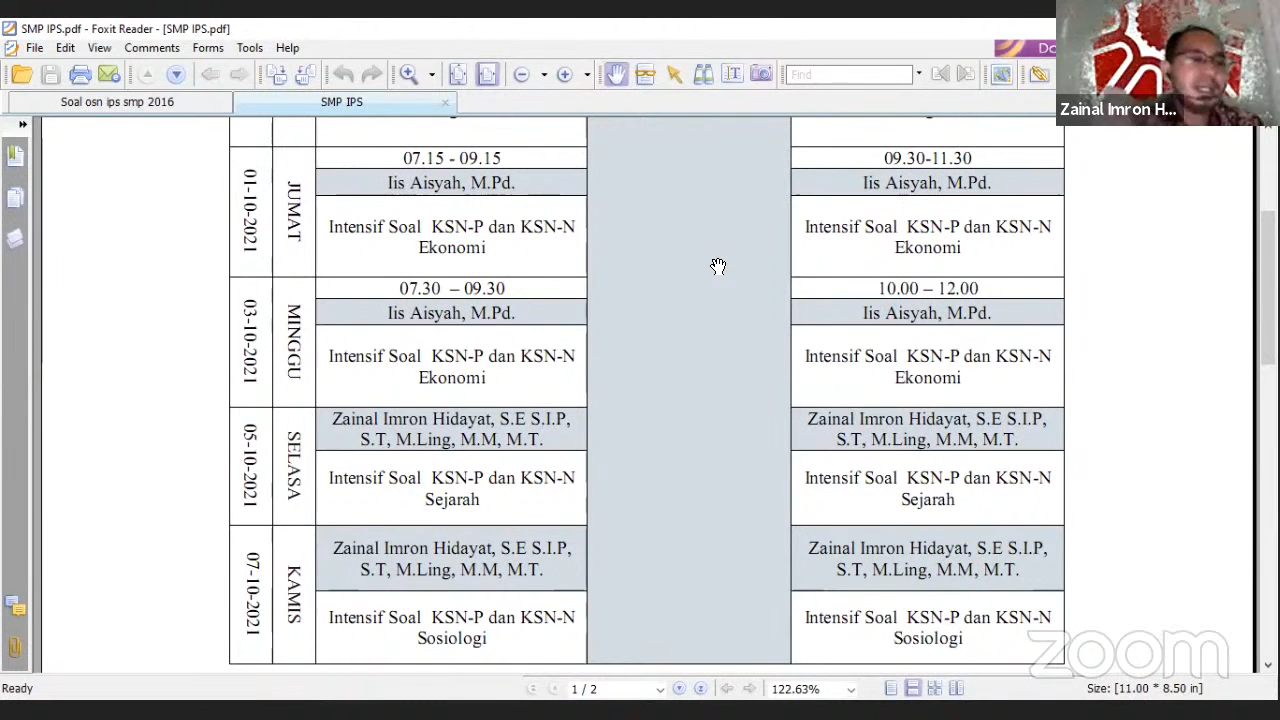 SMP IPS.pdf - Foxit Reader - [SMP IPS.pdf]
File Edit View Comments Forms Tools Help
Do
Find
Soal osn ips smp 2016
SMP IPS
Zainal Imron H...
01-10-2021
JUMAT
07.15 - 09.15
09.30-11.30
Iis Aisyah, M.Pd.
Iis Aisyah, M.Pd.
Intensif Soal KSN-P dan KSN-N
Ekonomi
Intensif Soal KSN-P dan KSN-N
Ekonomi
03-10-2021
MINGGU
07.30 – 09.30
10.00 – 12.00
Iis Aisyah, M.Pd.
Iis Aisyah, M.Pd.
Intensif Soal KSN-P dan KSN-N
Ekonomi
Intensif Soal KSN-P dan KSN-N
Ekonomi
05-10-2021
SELASA
Zainal Imron Hidayat, S.E S.I.P,
S.T, M.Ling, M.M, M.T.
Zainal Imron Hidayat, S.E S.I.P,
S.T, M.Ling, M.M, M.T.
Intensif Soal KSN-P dan KSN-N
Sejarah
Intensif Soal KSN-P dan KSN-N
Sejarah
07-10-2021
KAMIS
Zainal Imron Hidayat, S.E S.I.P,
S.T, M.Ling, M.M, M.T.
Zainal Imron Hidayat, S.E S.I.P,
S.T, M.Ling, M.M, M.T.
Intensif Soal KSN-P dan KSN-N
Sosiologi
Intensif Soal KSN-P dan KSN-N
Sosiologi
zoom
Ready
1 / 2
122.63%
Size: [11.00 * 8.50 in]